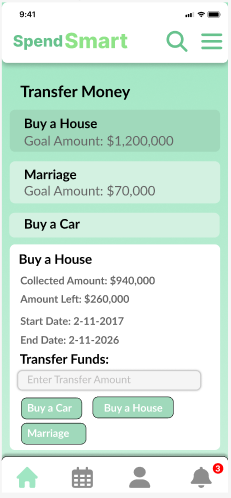 9:41
SpendSmart
Transfer Money
Buy a House
Goal Amount: $1,200,000
Marriage
Goal Amount: $70,000
Buy a Car
Buy a House
Collected Amount: $940,000
Amount Left: $260,000
Start Date: 2-11-2017
End Date: 2-11-2026
Transfer Funds:
Enter Transfer Amount
Buy a Car Buy a House
Marriage
3